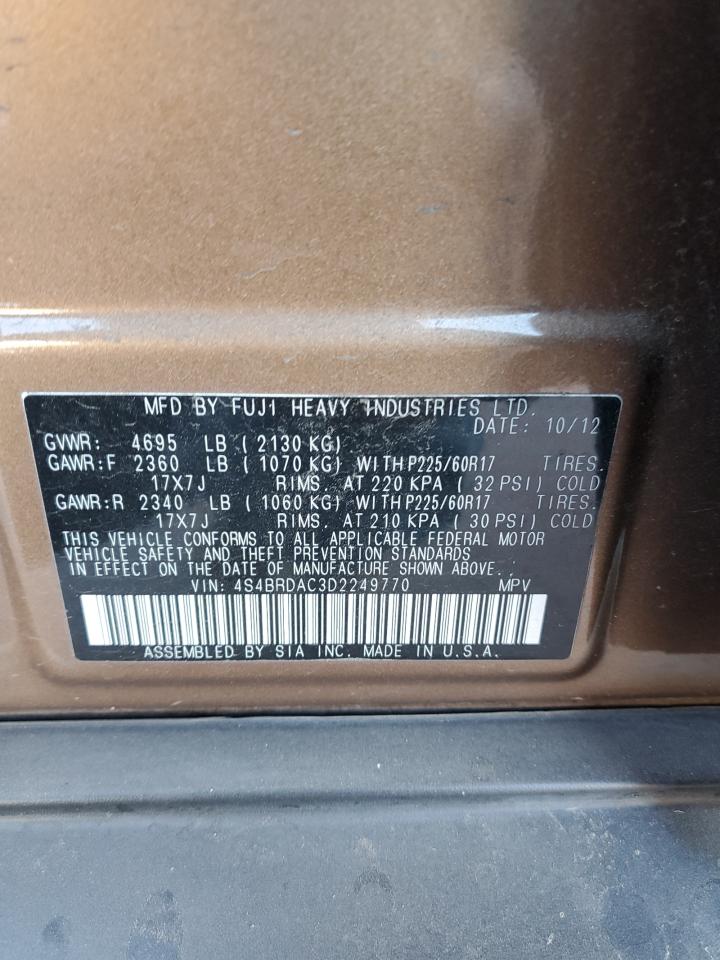 MFD BY FUJI HEAVY INDUSTRIES LTD.
DATE: 10/12
GVWR: 4695 LB ( 2130 KG)
GAWR:F 2360 LB ( 1070 KG) WITH P225/60R17 TIRES.
17X7J RIMS. AT 220 KPA ( 32 PSI) COLD
GAWR:R 2340 LB ( 1060 KG) WITH P225/60R17 TIRES.
17X7J RIMS. AT 210 KPA ( 30 PSI) COLD
THIS VEHICLE CONFORMS TO ALL APPLICABLE FEDERAL MOTOR
VEHICLE SAFETY AND THEFT PREVENTION STANDARDS
IN EFFECT ON THE DATE OF MANUFACTURE SHOWN ABOVE.
VIN: 4S4BRDAC3D2249770 MPV
ASSEMBLED BY SIA INC. MADE IN U.S.A.